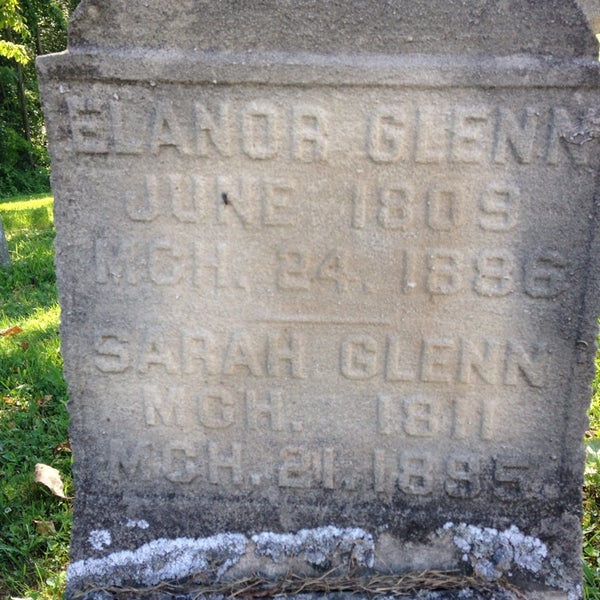 ELANOR GLENN
JUNE 1809
MCH. 24. 1886
SARAH GLENN
MCH. 1811
MCH. 21. 1895